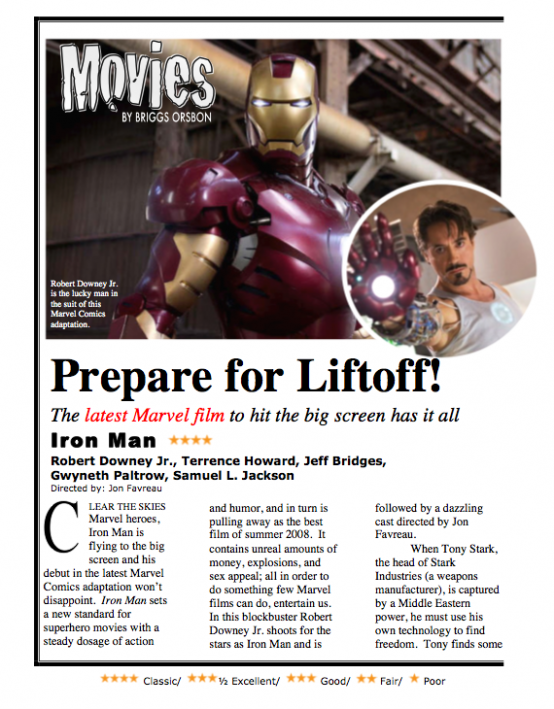 Movies
BY BRIGGS ORSBON
Robert Downey Jr.
is the lucky man in
the suit of this
Marvel Comics
adaptation.
Prepare for Liftoff!
The latest Marvel film to hit the big screen has it all
Iron Man ★★★★
Robert Downey Jr., Terrence Howard, Jeff Bridges,
Gwyneth Paltrow, Samuel L. Jackson
Directed by: Jon Favreau
CLEAR THE SKIES
Marvel heroes,
Iron Man is
flying to the big
screen and his
debut in the latest Marvel
Comics adaptation won't
disappoint. Iron Man sets
a new standard for
superhero movies with a
steady dosage of action
and humor, and in turn is
pulling away as the best
film of summer 2008. It
contains unreal amounts of
money, explosions, and
sex appeal; all in order to
do something few Marvel
films can do, entertain us.
In this blockbuster Robert
Downey Jr. shoots for the
stars as Iron Man and is
followed by a dazzling
cast directed by Jon
Favreau.
When Tony Stark,
the head of Stark
Industries (a weapons
manufacturer), is captured
by a Middle Eastern
power, he must use his
own technology to find
freedom. Tony finds some
★★★★ Classic/ ★★★½ Excellent/ ★★★ Good/ ★★ Fair/ ★ Poor